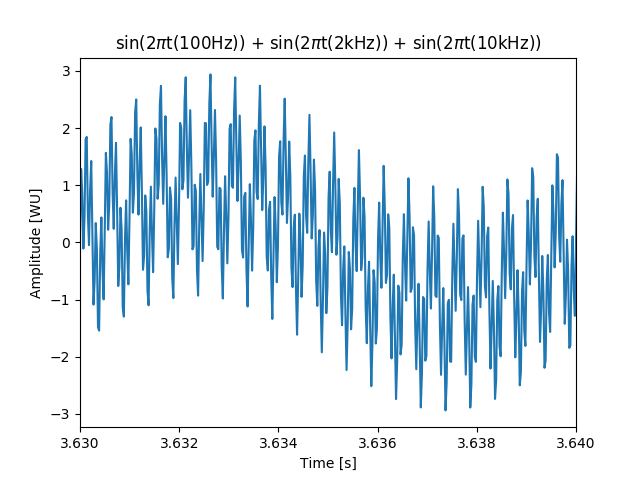 sin(2πt(100Hz)) + sin(2πt(2kHz)) + sin(2πt(10kHz))
3
2
1
0
−1
−2
−3
Amplitude [WU]
3.630 3.632 3.634 3.636 3.638 3.640
Time [s]